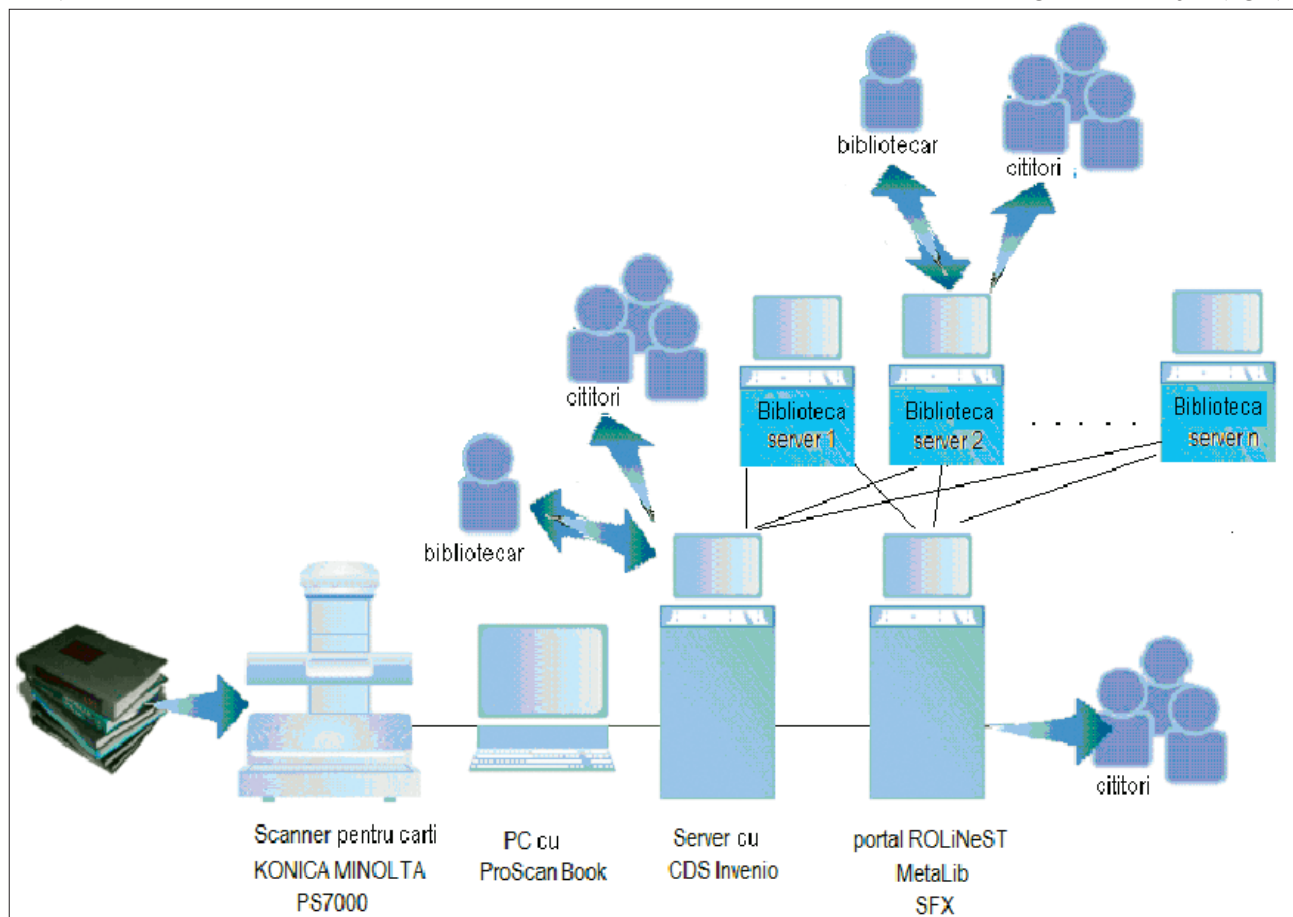 bibliotecar
cititori
cititori
bibliotecar
Biblioteca
server 1
Biblioteca
server 2
. . . . . .
Biblioteca
server n
cititori
Scanner pentru carti
KONICA MINOLTA
PS7000
PC cu
ProScan Book
Server cu
CDS Invenio
portal ROLiNeST
MetaLib
SFX